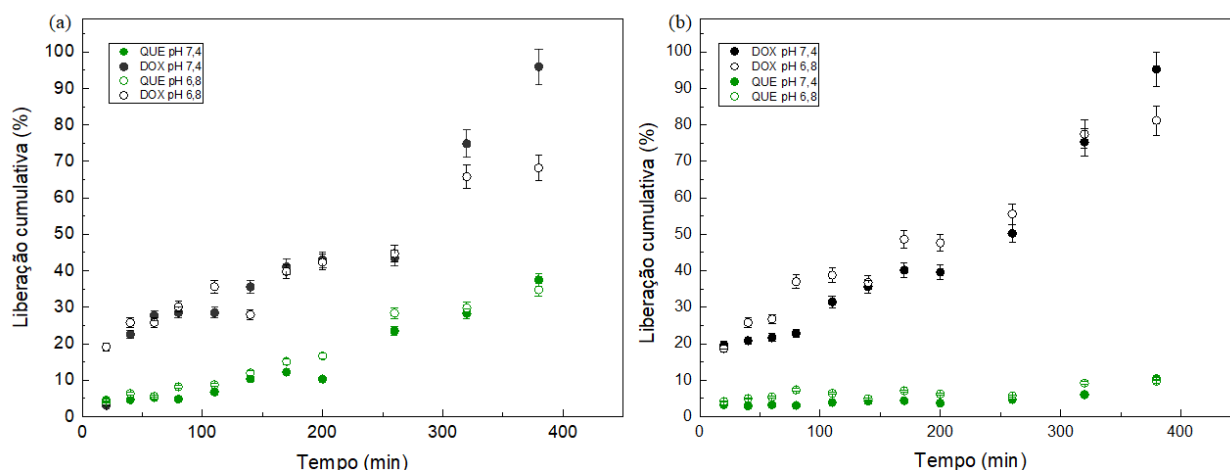 (a)
QUE pH 7,4
DOX pH 7,4
QUE pH 6,8
DOX pH 6,8
Liberação cumulativa (%)
100
90
80
70
60
50
40
30
20
10
0
0 100 200 300 400
Tempo (min)
(b)
DOX pH 7,4
DOX pH 6,8
QUE pH 7,4
QUE pH 6,8
Liberação cumulativa (%)
100
90
80
70
60
50
40
30
20
10
0
0 100 200 300 400
Tempo (min)